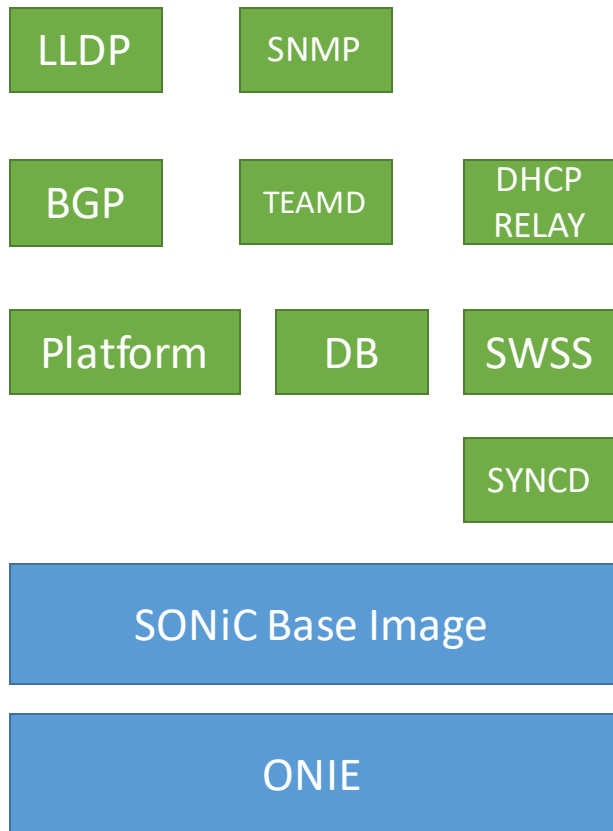 LLDP
SNMP
BGP
TEAMD
DHCP
RELAY
Platform
DB
SWSS
SYNCD
SONiC Base Image
ONIE